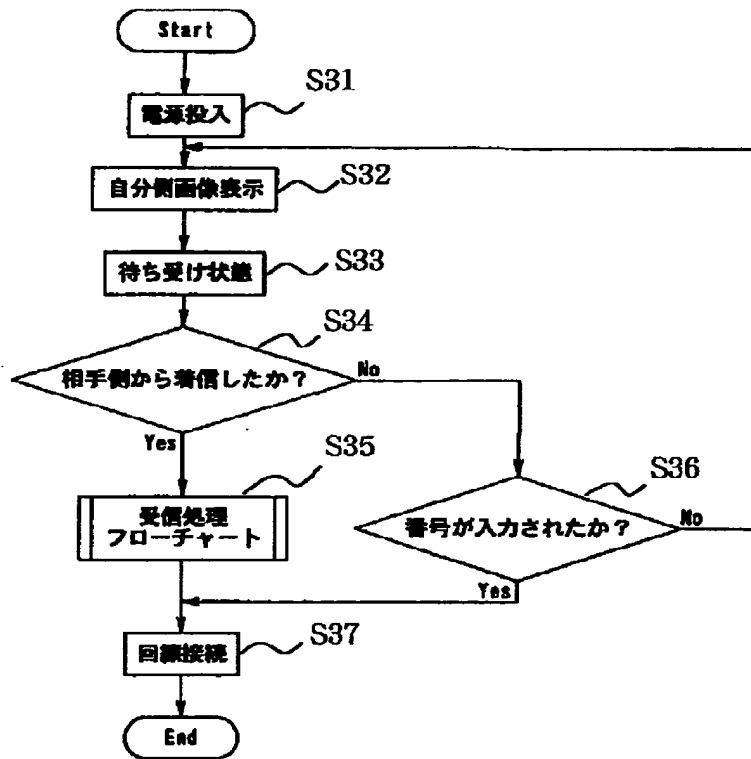 Start
S31
電源投入
S32
自分側画像表示
S33
待ち受け状態
S34
相手側から着信したか？
No
Yes
S35
受信処理
フローチャート
S36
番号が入力されたか？
No
Yes
S37
回線接続
End